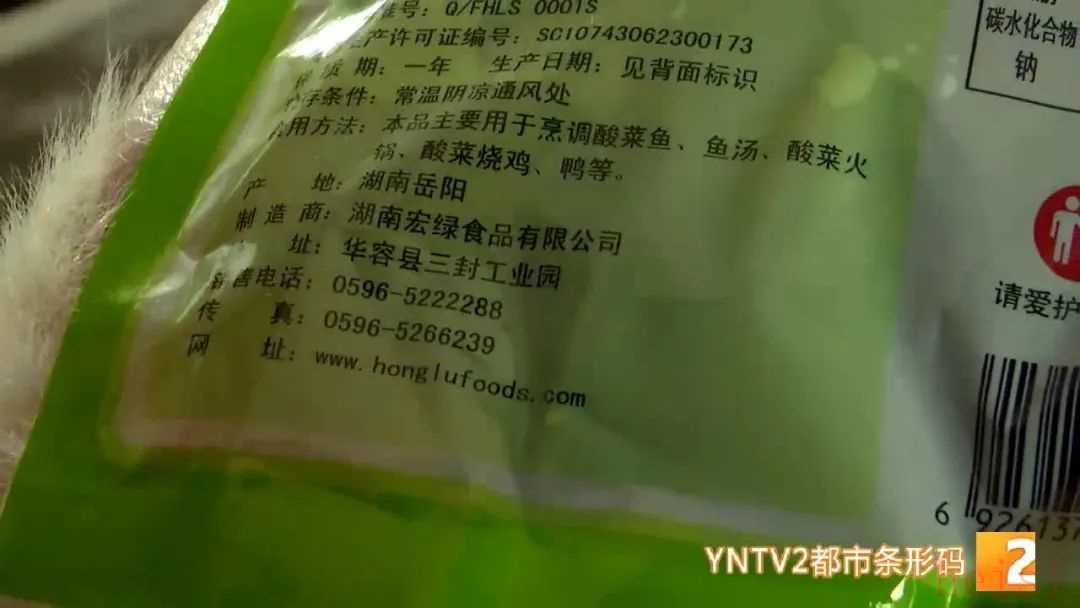 准号: Q/FHLS 0001S
产许可证编号: SC10743062300173
质期: 一年 生产日期: 见背面标识
存条件: 常温阴凉通风处
用方法: 本品主要用于烹调酸菜鱼、鱼汤、酸菜火
锅、酸菜烧鸡、鸭等。
产地: 湖南岳阳
制造商: 湖南宏绿食品有限公司
址: 华容县三封工业园
售电话: 0596-5222288
传真: 0596-5266239
网址: www.honglufoods.com
碳水化合物
钠
请爱护
6 926137
YNTV2都市条形码 2